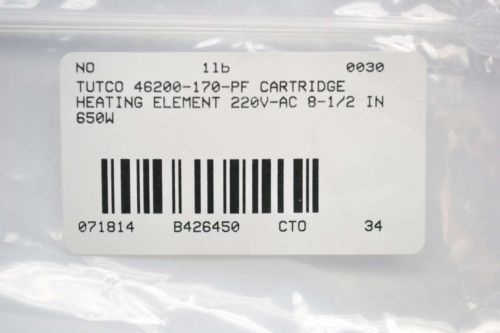 NO 11b 0030
TUTCO 46200-170-PF CARTRIDGE
HEATING ELEMENT 220V-AC 8-1/2 IN
650W
071814 B426450 CTO 34